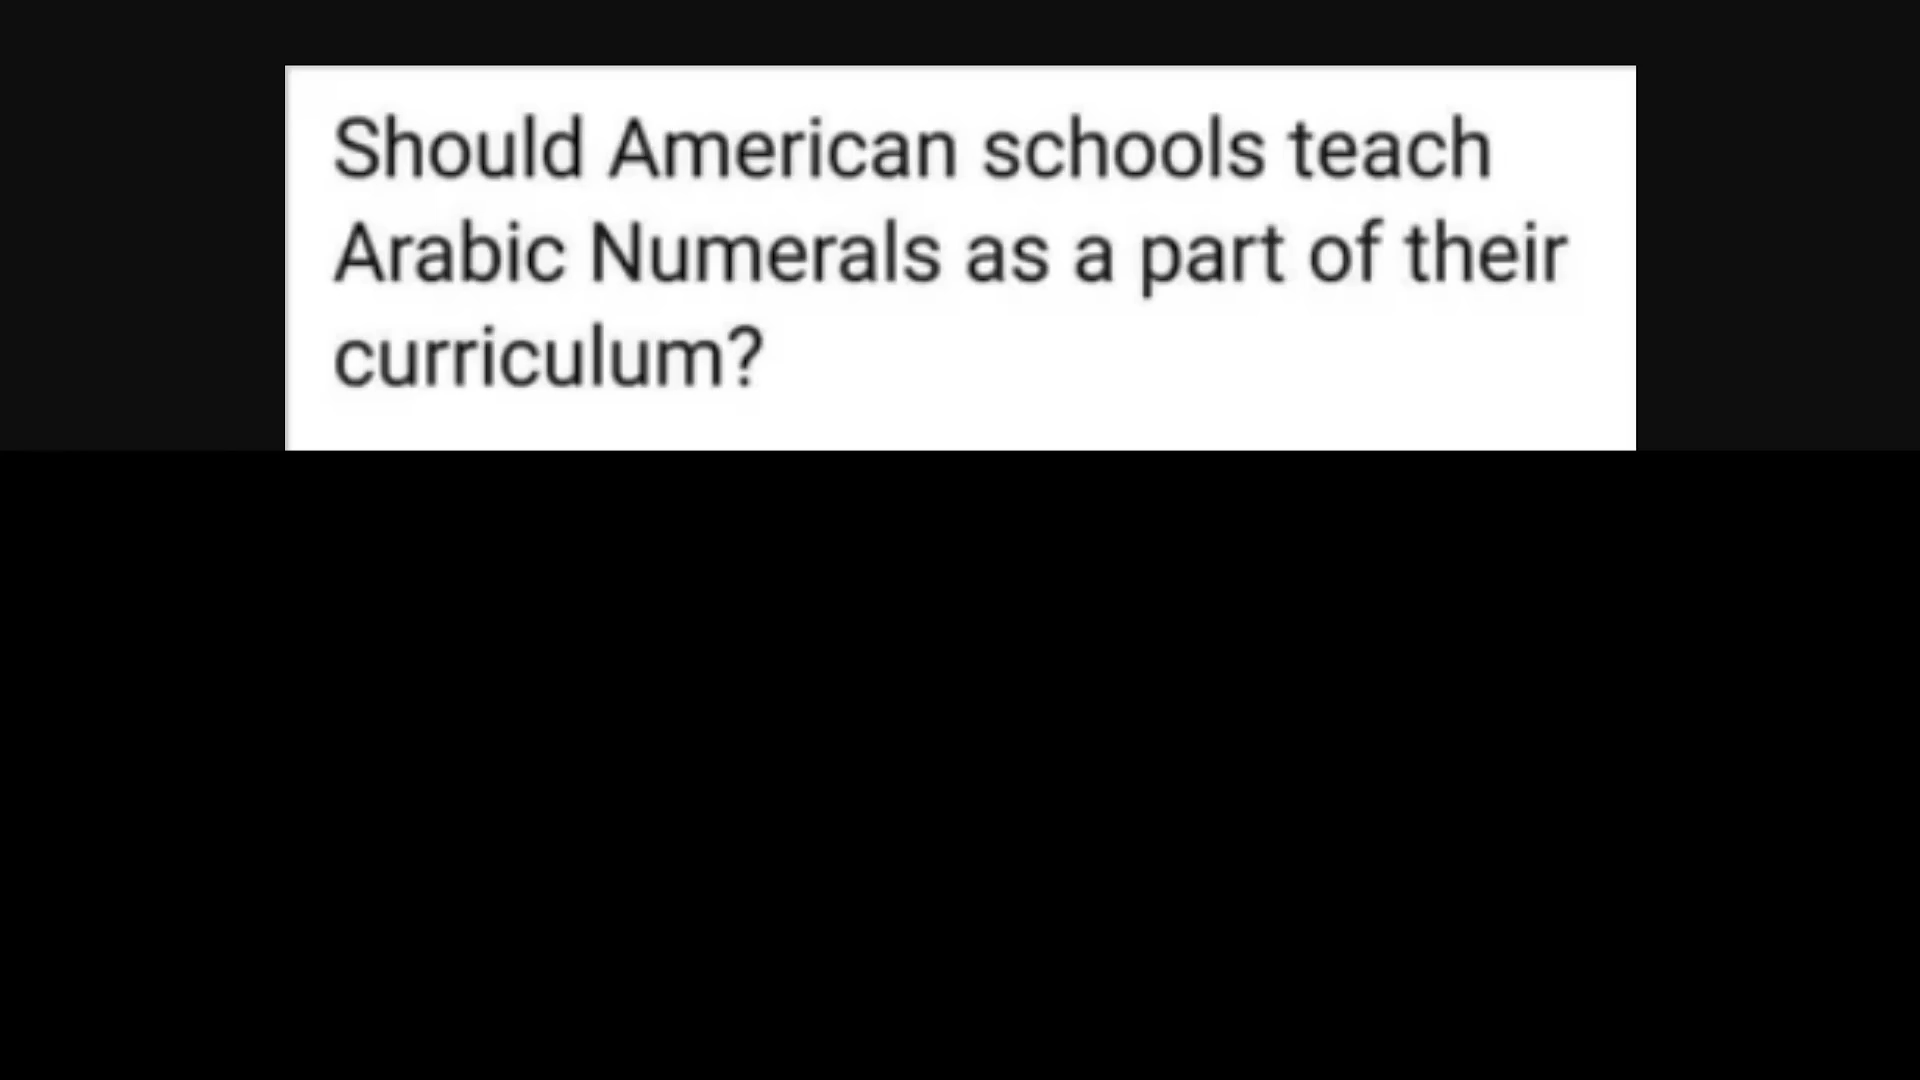 Should American schools teach
Arabic Numerals as a part of their
curriculum?